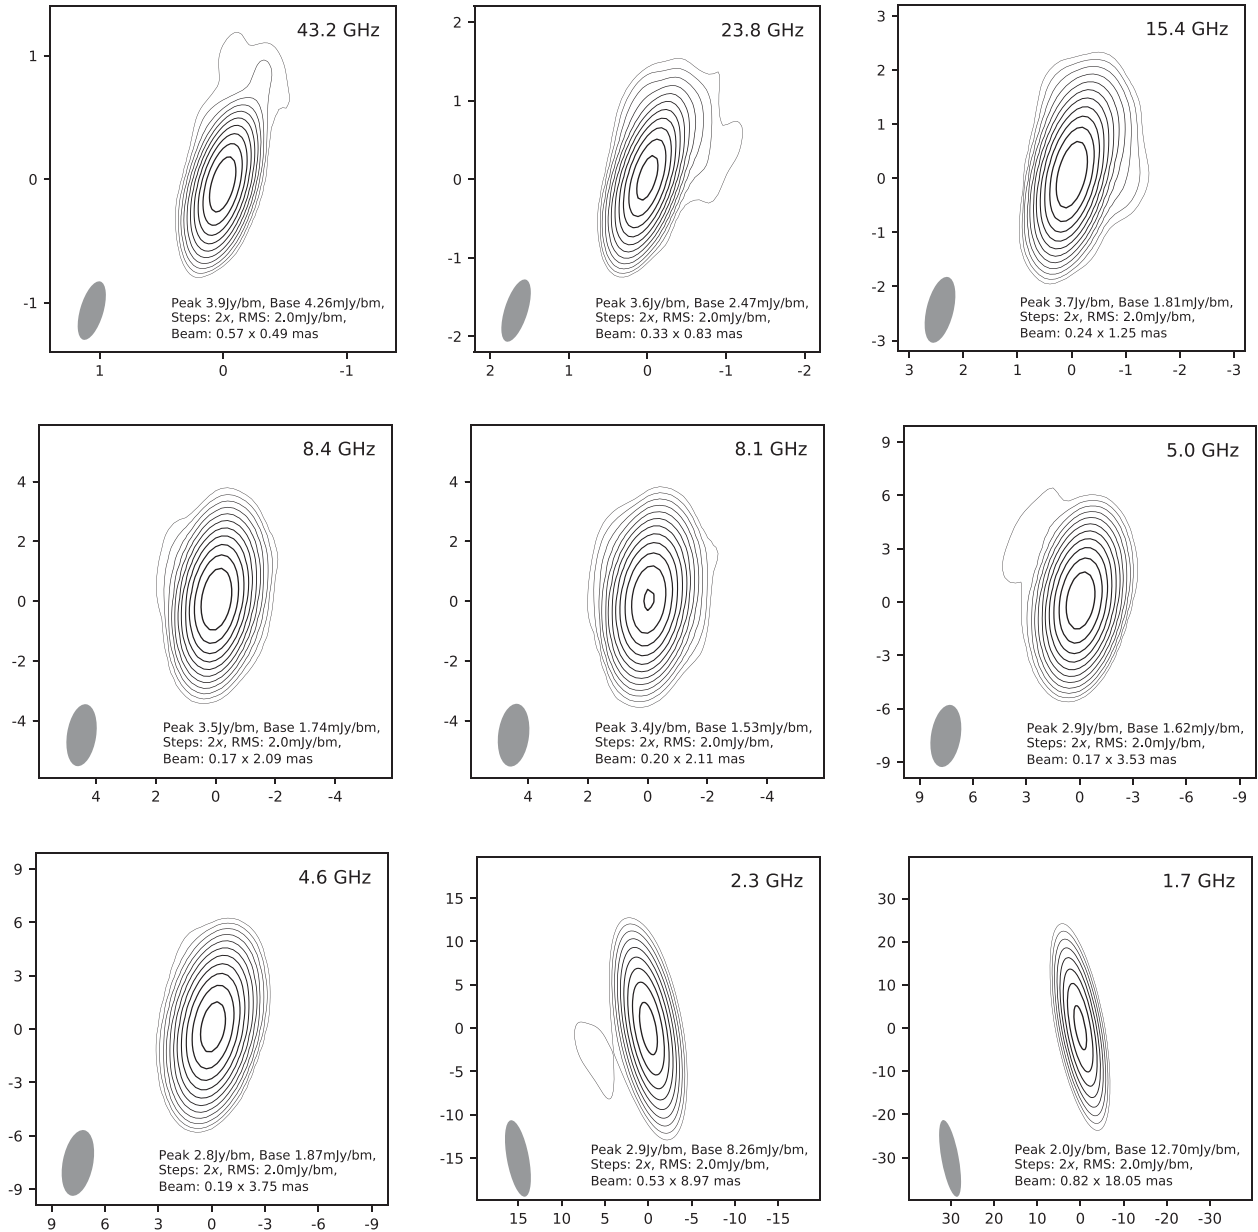 43.2 GHz
1
0
-1
Peak 3.9Jy/bm, Base 4.26mJy/bm,
Steps: 2x, RMS: 2.0mJy/bm,
Beam: 0.57 x 0.49 mas
1 0 -1
23.8 GHz
2
1
0
-1
-2
Peak 3.6Jy/bm, Base 2.47mJy/bm,
Steps: 2x, RMS: 2.0mJy/bm,
Beam: 0.33 x 0.83 mas
2 1 0 -1 -2
15.4 GHz
3
2
1
0
-1
-2
-3
Peak 3.7Jy/bm, Base 1.81mJy/bm,
Steps: 2x, RMS: 2.0mJy/bm,
Beam: 0.24 x 1.25 mas
3 2 1 0 -1 -2 -3
8.4 GHz
4
2
0
-2
-4
Peak 3.5Jy/bm, Base 1.74mJy/bm,
Steps: 2x, RMS: 2.0mJy/bm,
Beam: 0.17 x 2.09 mas
4 2 0 -2 -4
8.1 GHz
4
2
0
-2
-4
Peak 3.4Jy/bm, Base 1.53mJy/bm,
Steps: 2x, RMS: 2.0mJy/bm,
Beam: 0.20 x 2.11 mas
4 2 0 -2 -4
5.0 GHz
9
6
3
0
-3
-6
-9
Peak 2.9Jy/bm, Base 1.62mJy/bm,
Steps: 2x, RMS: 2.0mJy/bm,
Beam: 0.17 x 3.53 mas
9 6 3 0 -3 -6 -9
4.6 GHz
9
6
3
0
-3
-6
-9
Peak 2.8Jy/bm, Base 1.87mJy/bm,
Steps: 2x, RMS: 2.0mJy/bm,
Beam: 0.19 x 3.75 mas
9 6 3 0 -3 -6 -9
2.3 GHz
15
10
5
0
-5
-10
-15
Peak 2.9Jy/bm, Base 8.26mJy/bm,
Steps: 2x, RMS: 2.0mJy/bm,
Beam: 0.53 x 8.97 mas
15 10 5 0 -5 -10 -15
1.7 GHz
30
20
10
0
-10
-20
-30
Peak 2.0Jy/bm, Base 12.70mJy/bm,
Steps: 2x, RMS: 2.0mJy/bm,
Beam: 0.82 x 18.05 mas
30 20 10 0 -10 -20 -30